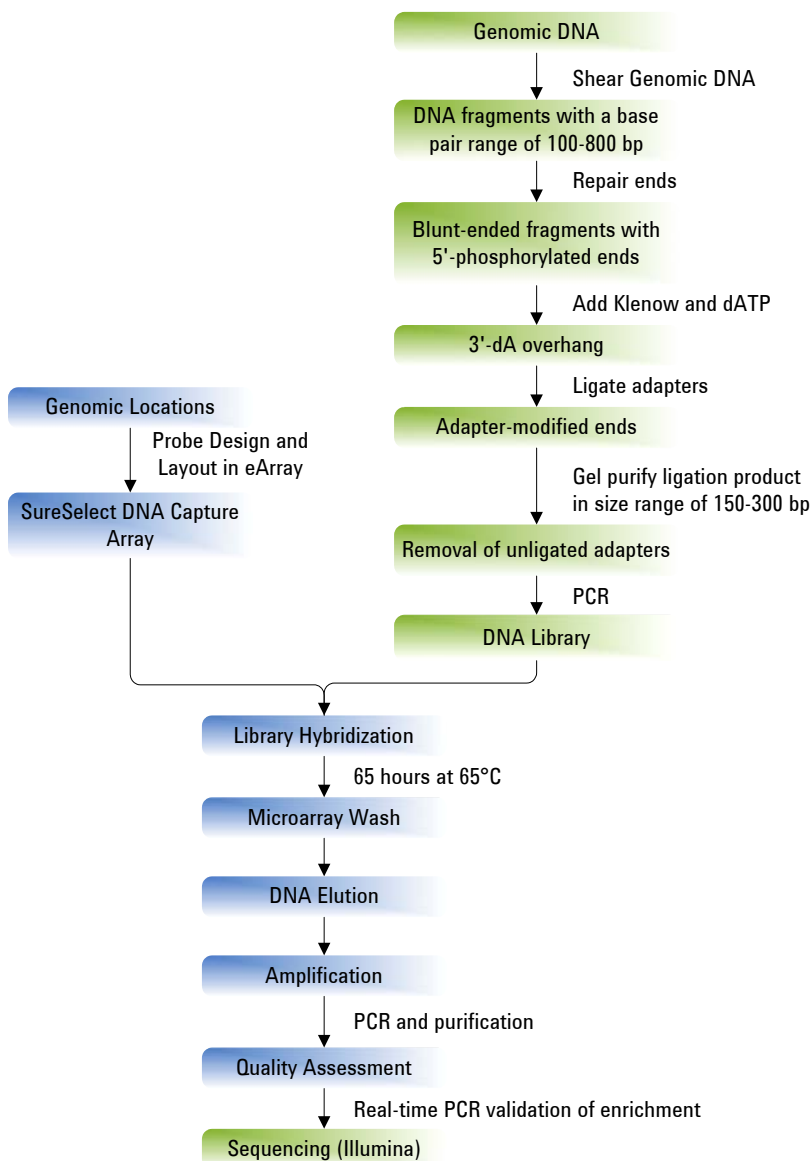 Genomic DNA
Shear Genomic DNA
DNA fragments with a base
pair range of 100-800 bp
Repair ends
Blunt-ended fragments with
5'-phosphorylated ends
Add Klenow and dATP
3'-dA overhang
Ligate adapters
Adapter-modified ends
Gel purify ligation product
in size range of 150-300 bp
Removal of unligated adapters
PCR
DNA Library
Genomic Locations
Probe Design and
Layout in eArray
SureSelect DNA Capture
Array
Library Hybridization
65 hours at 65°C
Microarray Wash
DNA Elution
Amplification
PCR and purification
Quality Assessment
Real-time PCR validation of enrichment
Sequencing (Illumina)